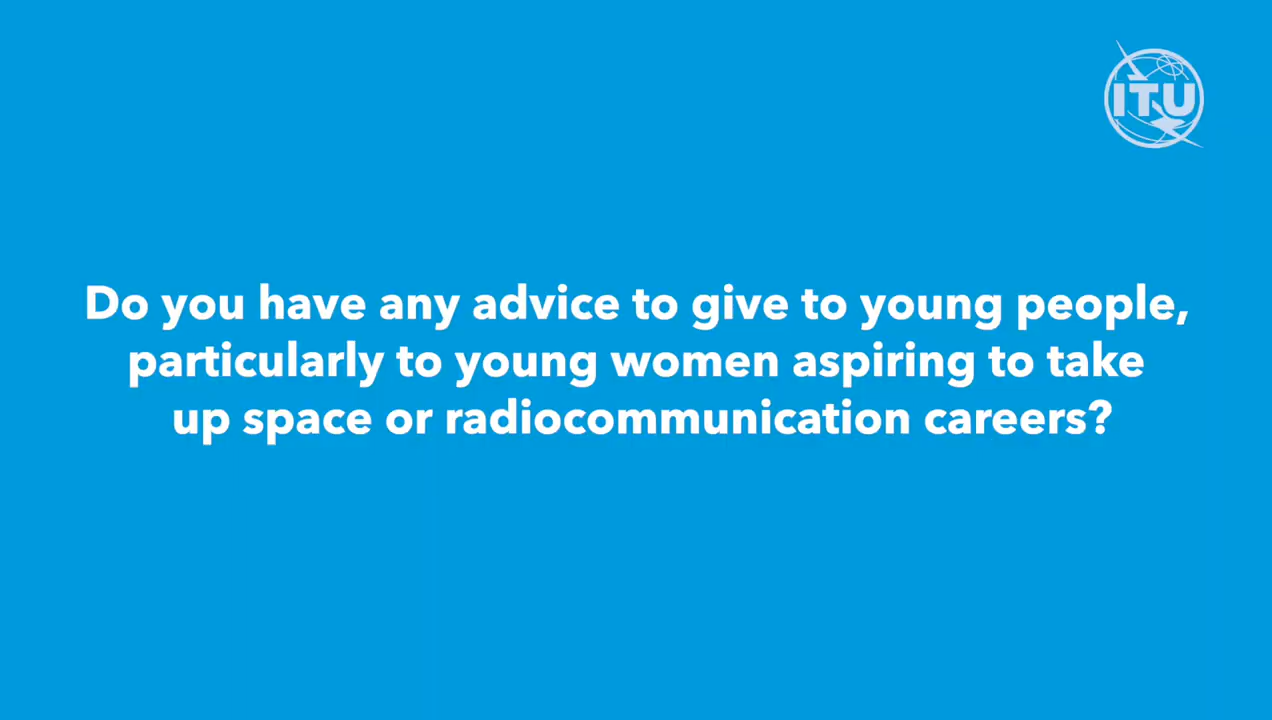 ITU
Do you have any advice to give to young people,
particularly to young women aspiring to take
up space or radiocommunication careers?